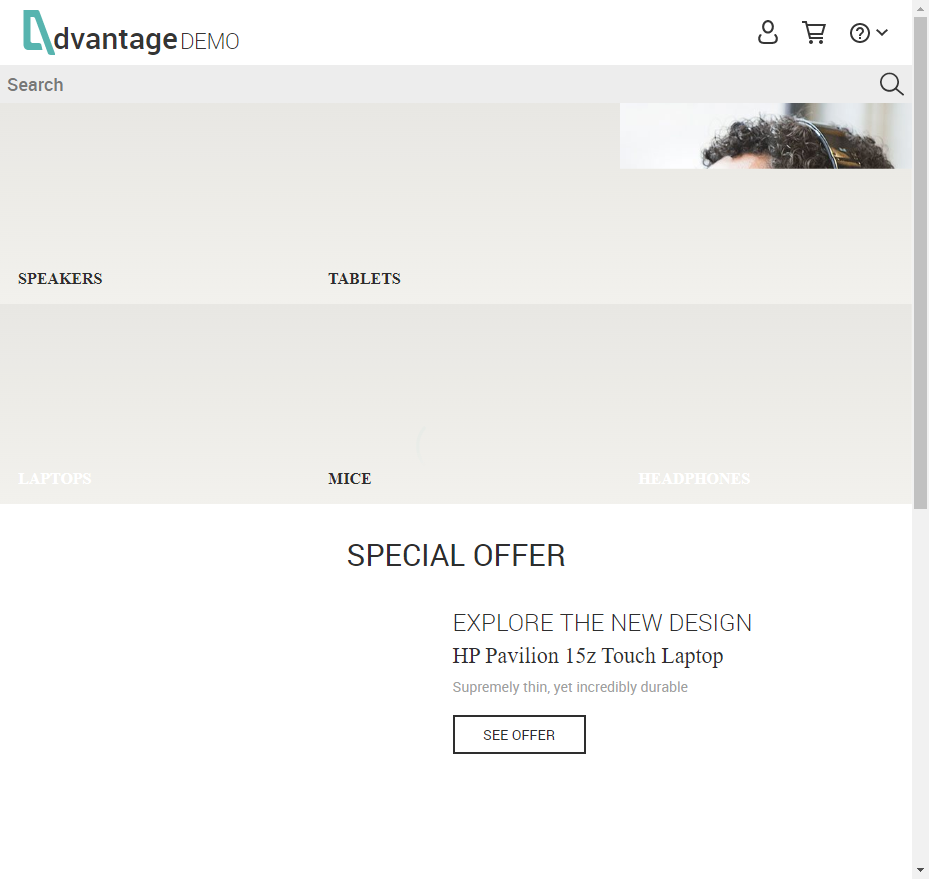 dvantage DEMO
Search
SPEAKERS
TABLETS
LAPTOPS
MICE
HEADPHONES
SPECIAL OFFER
EXPLORE THE NEW DESIGN
HP Pavilion 15z Touch Laptop
Supremely thin, yet incredibly durable
SEE OFFER